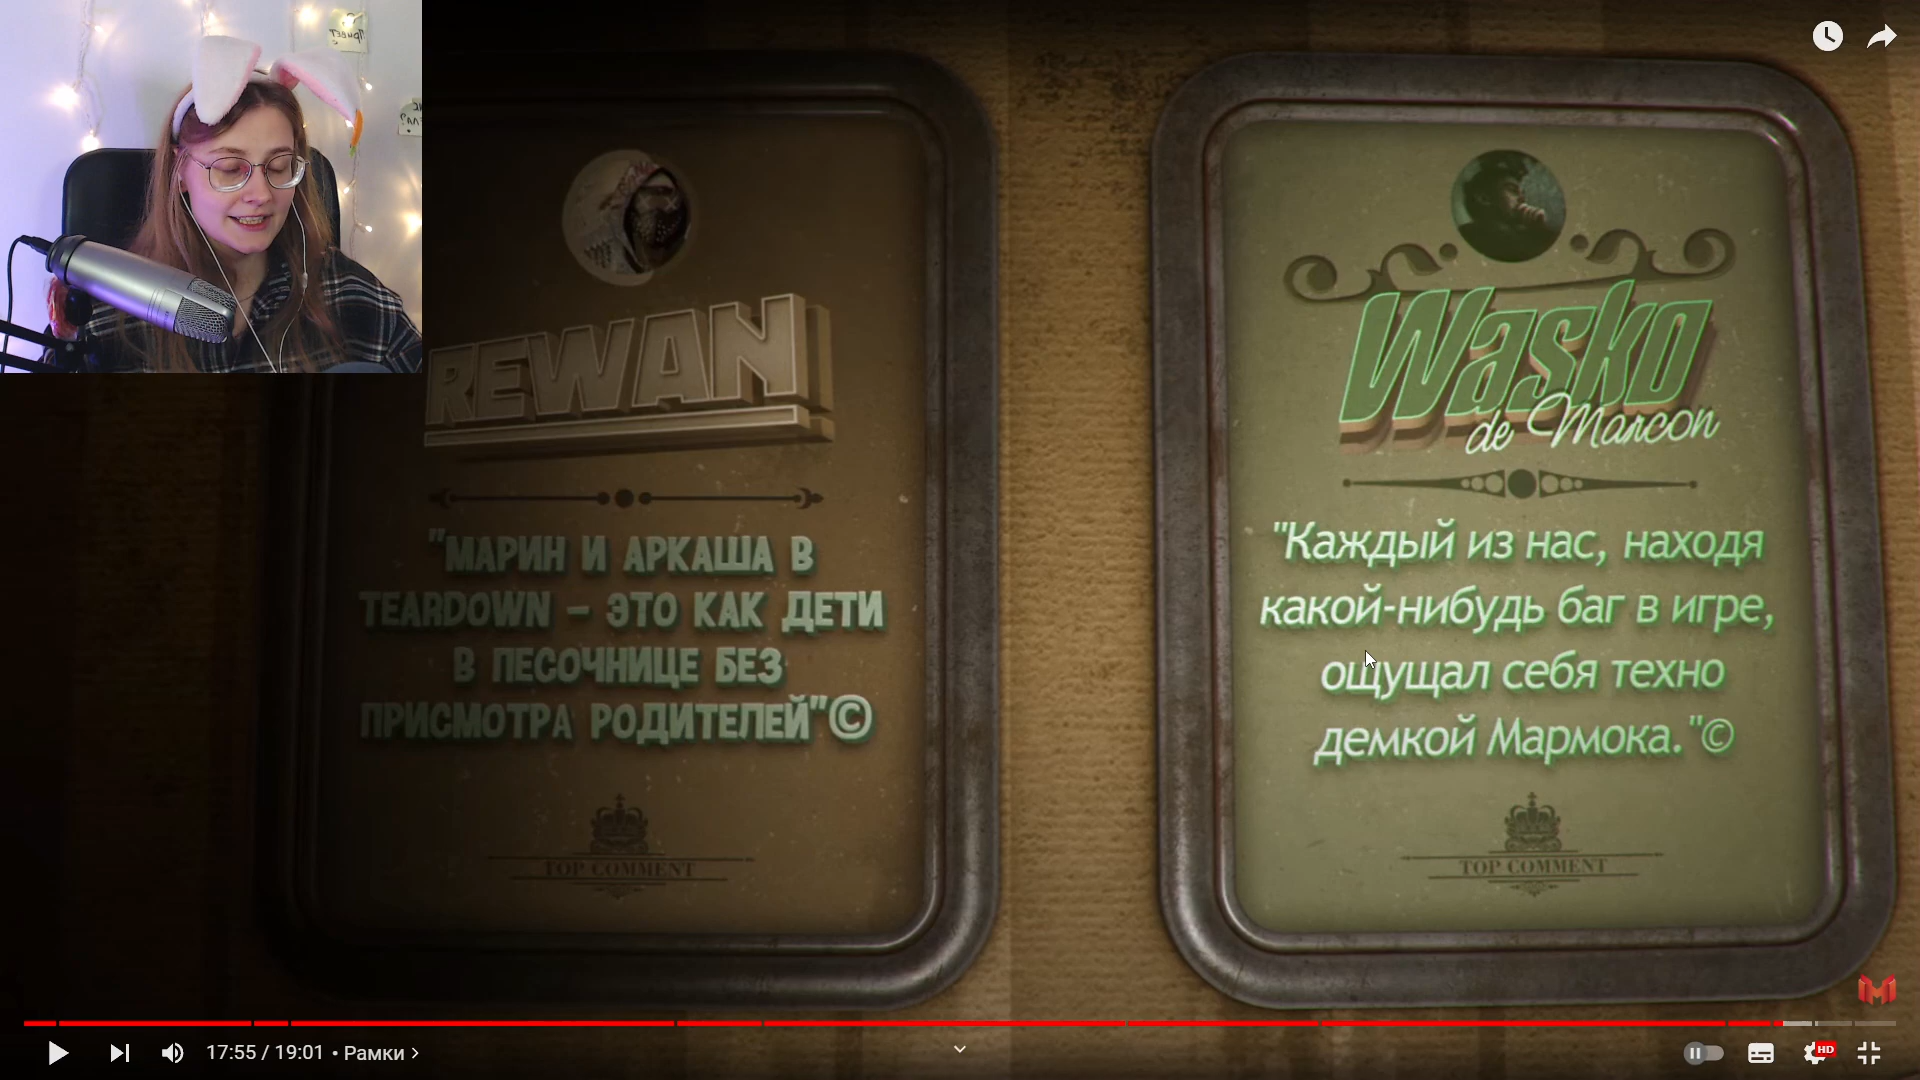 REWAN
"МАРИН И АРКАША В
TEARDOWN – ЭТО КАК ДЕТИ
В ПЕСОЧНИЦЕ БЕЗ
ПРИСМОТРА РОДИТЕЛЕЙ"©
TOP COMMENT
Wasko
de Marcon
"Каждый из нас, находя
какой-нибудь баг в игре,
ощущал себя техно
демкой Мармока."©
TOP COMMENT
17:55 / 19:01 • Рамки
HD